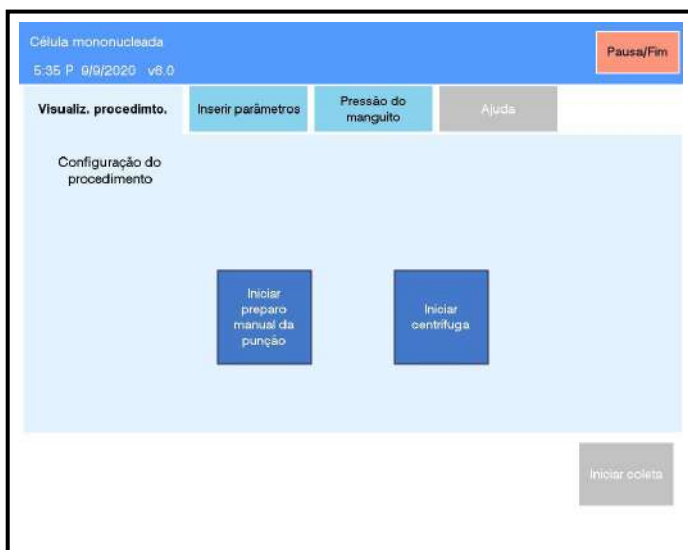 Célula mononucleada
5:35 P 9/9/2020 v6.0
Pausa/Fim
Visualiz. procedimto.
Inserir parâmetros
Pressão do
manguito
Ajuda
Configuração do
procedimento
Iniciar
preparo
manual da
punção
Iniciar
centrífuga
Iniciar coleta